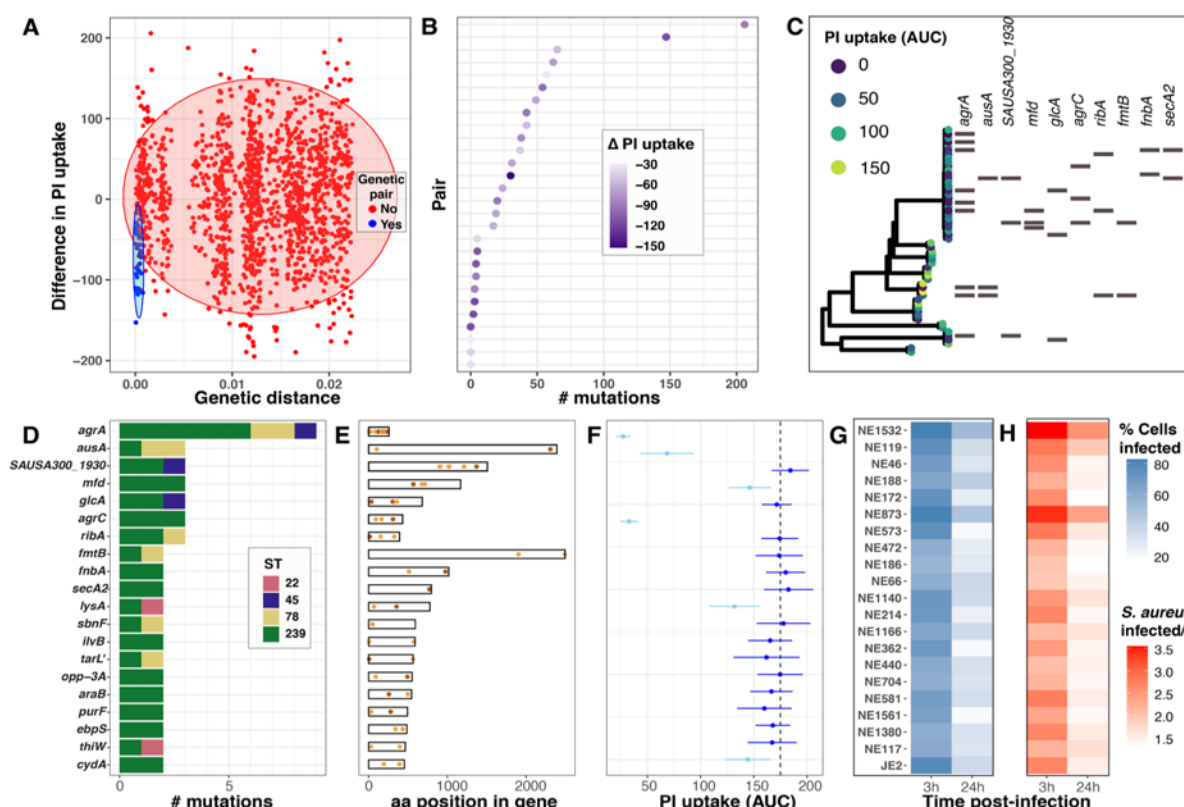 A
Difference in PI uptake
200
100
0
−100
−200
0.00
0.01
0.02
Genetic distance
Genetic
pair
No
Yes
B
Pair
0
50
100
150
200
# mutations
Δ PI uptake
−30
−60
−90
−120
−150
C
PI uptake (AUC)
0
50
100
150
agrA
ausA
SAUSA300_1930
mfd
glcA
agrC
ribA
fmtB
fnbA
secA2
D
agrA
ausA
SAUSA300_1930
mfd
glcA
agrC
ribA
fmtB
fnbA
secA2
lysA
sbnF
ilvB
tarL'
opp−3A
araB
purF
ebpS
thiW
cydA
0
5
# mutations
ST
22
45
78
239
E
0
1000
2000
aa position in gene
F
50
100
150
200
PI uptake (AUC)
G
NE1532
NE119
NE46
NE188
NE172
NE873
NE573
NE472
NE186
NE66
NE1140
NE214
NE1166
NE362
NE440
NE704
NE581
NE1561
NE1380
NE117
JE2
3h
24h
H
3h
24h
Time post-infection
% Cells
infected
80
60
40
20
S. aureus
infected/
3.5
3.0
2.5
2.0
1.5